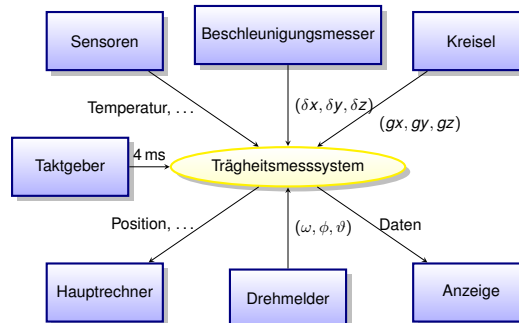 Sensoren
Beschleunigungsmesser
Kreisel
Temperatur, ...
(δx, δy, δz)
(gx, gy, gz)
Taktgeber
4 ms
Trägheitsmesssystem
Position, ...
(ω, ϕ, ϑ)
Daten
Hauptrechner
Drehmelder
Anzeige